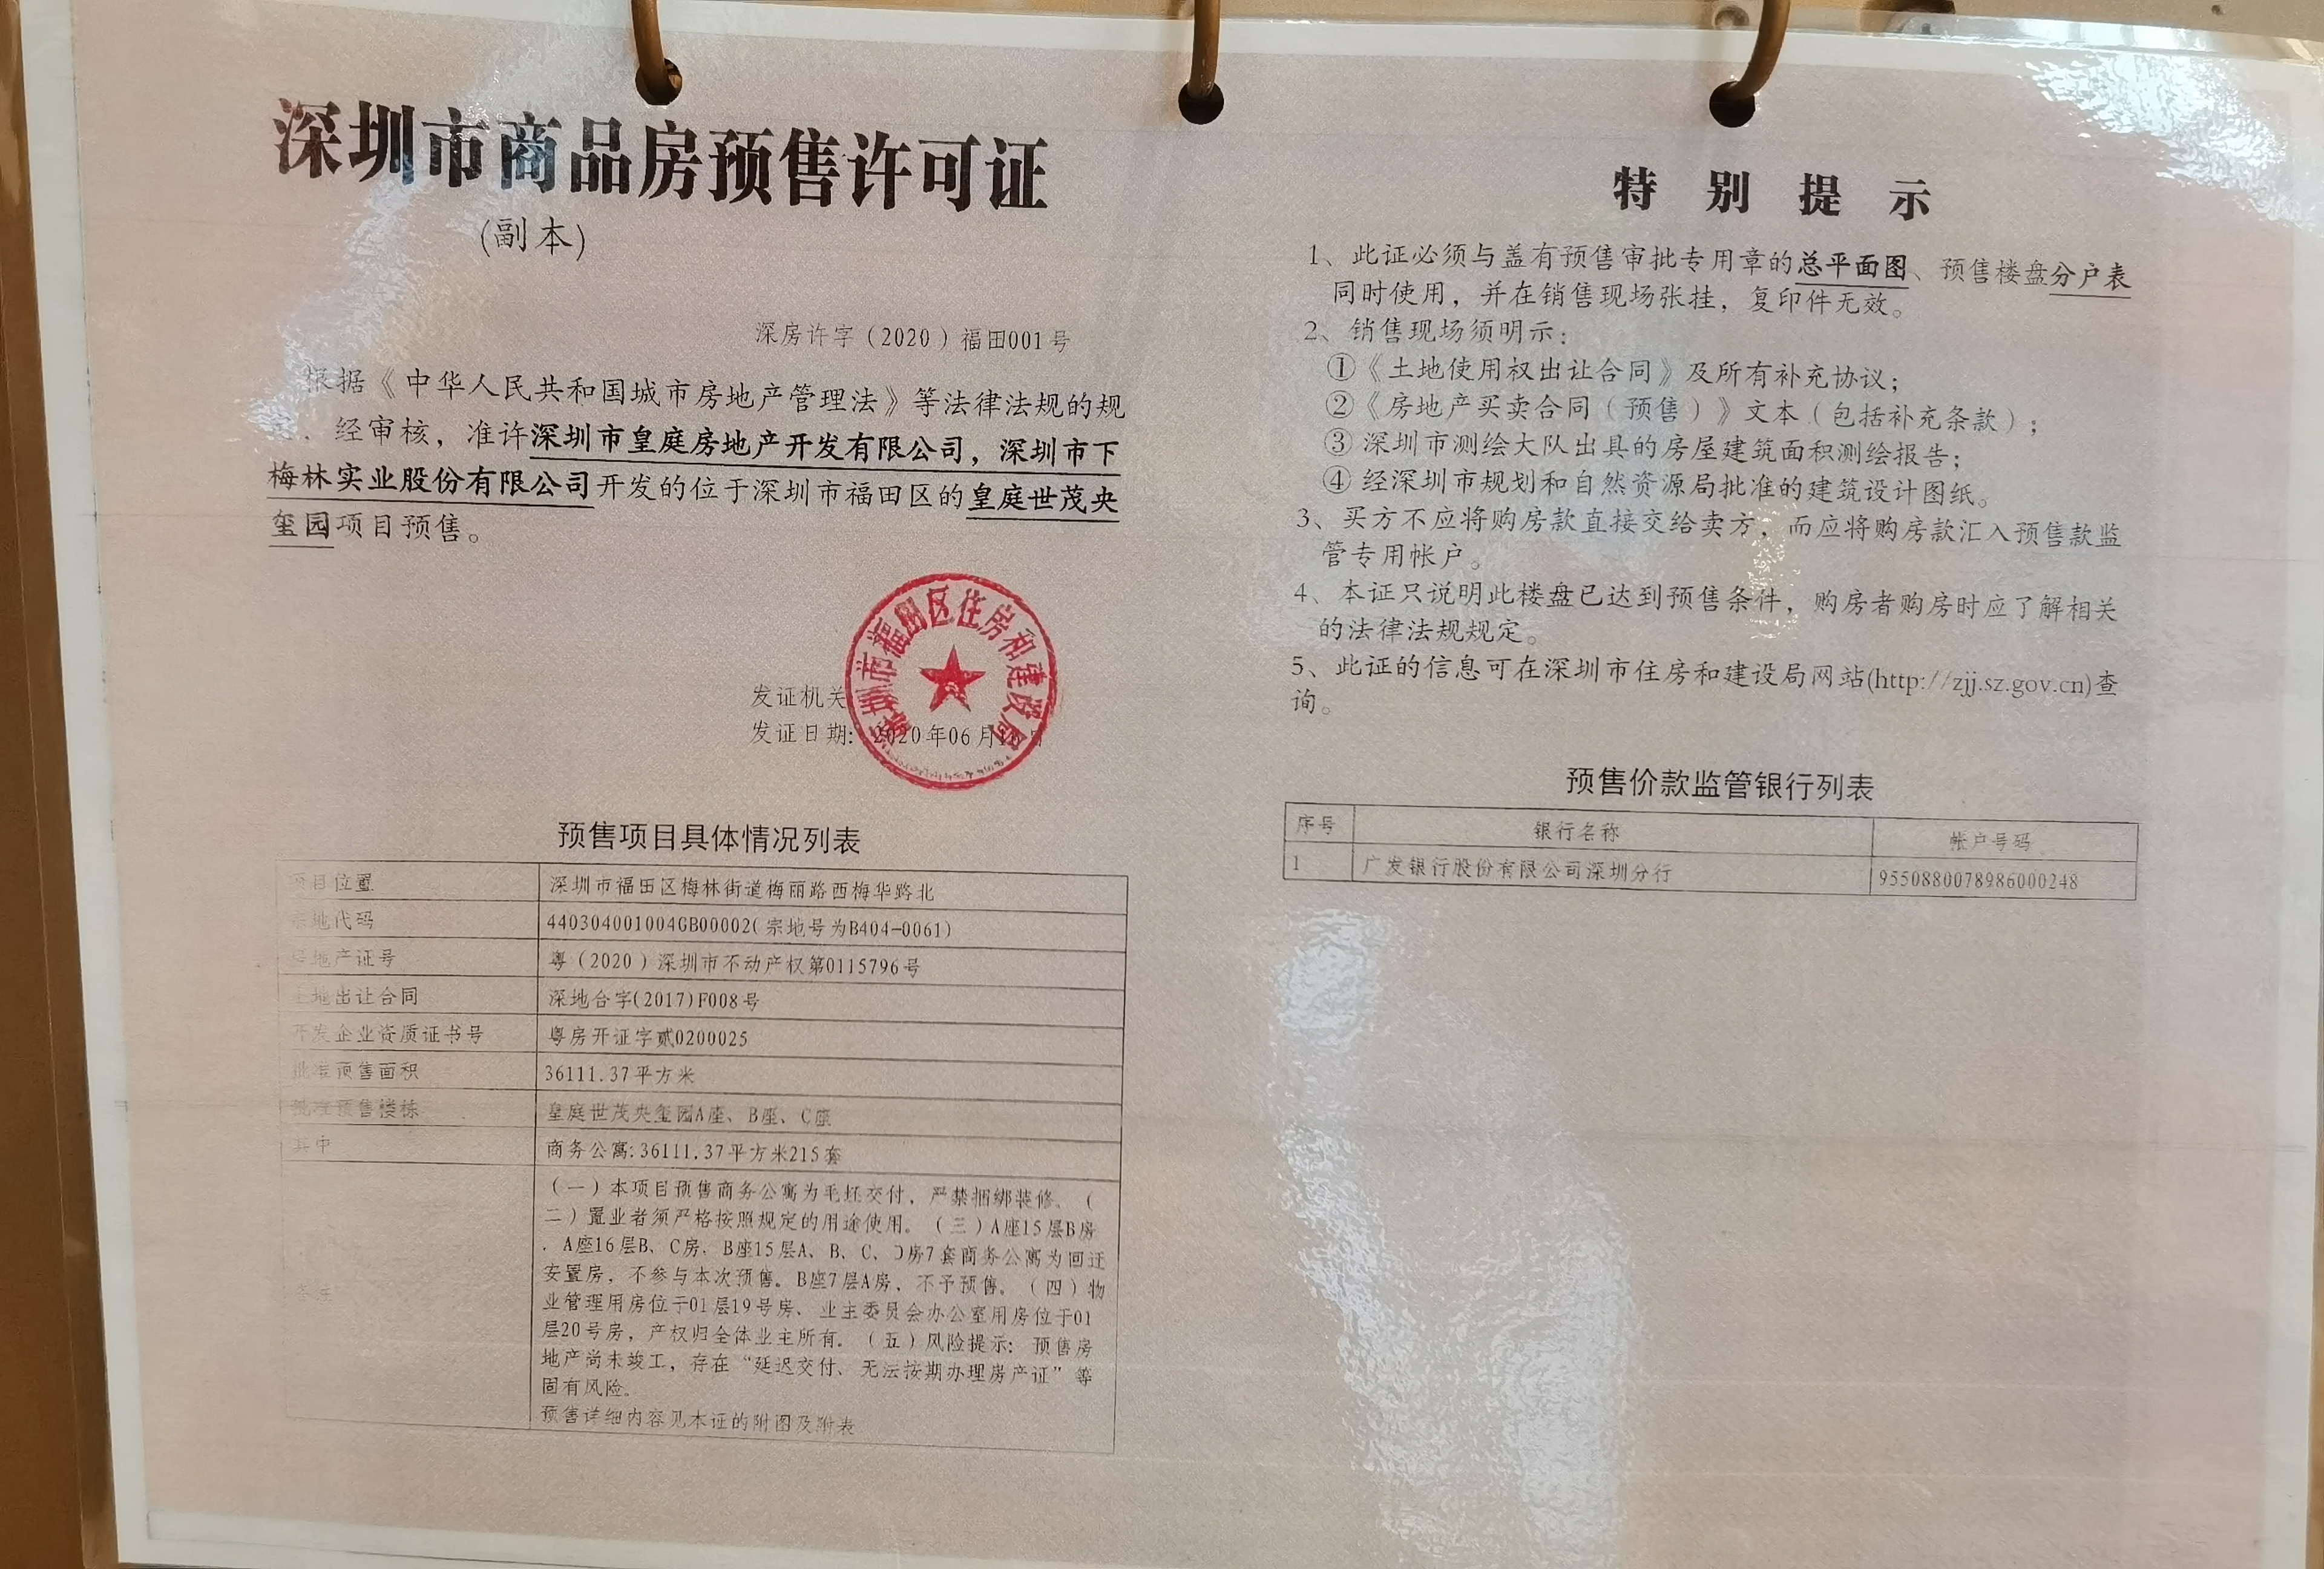 深圳市商品房预售许可证
(副本)
深房许字（2020）福田001号
根据《中华人民共和国城市房地产管理法》等法律法规的规
、经审核，准许深圳市皇庭房地产开发有限公司，深圳市下
梅林实业股份有限公司开发的位于深圳市福田区的皇庭世茂央
玺园项目预售。
深圳市福田区住房和建设局
发证机关
发证日期：2020年06月
预售项目具体情况列表
项目位置 深圳市福田区梅林街道梅丽路西梅华路北
宗地代码 440304001004GB00002(宗地号为B404-0061)
房地产证号 粤（2020）深圳市不动产权第0115796号
土地出让合同 深地合字(2017)F008号
开发企业资质证书号 粤房开证字贰0200025
批准预售面积 36111.37平方米
批准预售楼栋 皇庭世茂央玺园A座、B座、C座
其中 商务公寓:36111.37平方米215套
（一）本项目预售商务公寓为毛坯交付，严禁捆绑装修。（
二）置业者须严格按照规定的用途使用。（三）A座15层B房
、A座16层B、C房、B座15层A、B、C、D房7套商务公寓为回迁
安置房，不参与本次预售。B座7层A房，不予预售。（四）物
业管理用房位于01层19号房、业主委员会办公室用房位于01
层20号房，产权归全体业主所有。（五）风险提示：预售房
地产尚未竣工，存在“延迟交付、无法按期办理房产证”等
固有风险。
预售详细内容见本证的附图及附表
特别提示
1、此证必须与盖有预售审批专用章的总平面图、预售楼盘分户表
同时使用，并在销售现场张挂，复印件无效。
2、销售现场须明示：
①《土地使用权出让合同》及所有补充协议；
②《房地产买卖合同（预售）》文本（包括补充条款）；
③深圳市测绘大队出具的房屋建筑面积测绘报告；
④经深圳市规划和自然资源局批准的建筑设计图纸。
3、买方不应将购房款直接交给卖方，而应将购房款汇入预售款监
管专用帐户。
4、本证只说明此楼盘已达到预售条件，购房者购房时应了解相关
的法律法规规定。
5、此证的信息可在深圳市住房和建设局网站(http://zjj.sz.gov.cn)查
询。
预售价款监管银行列表
序号 银行名称 帐户号码
1 广发银行股份有限公司深圳分行 9550880078986000248